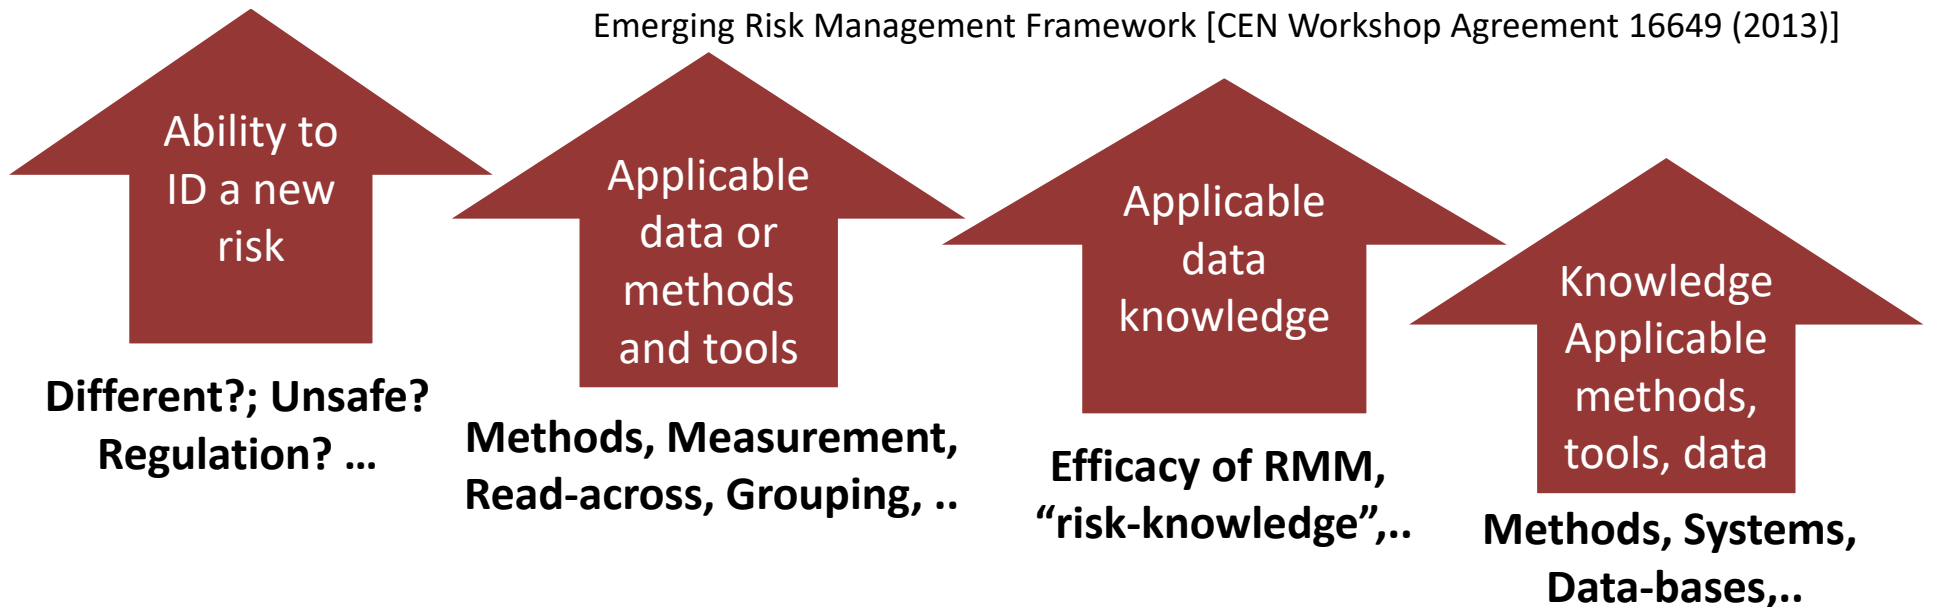 Emerging Risk Management Framework [CEN Workshop Agreement 16649 (2013)]
Ability to
ID a new
risk
Different?; Unsafe?
Regulation? ...
Applicable
data or
methods
and tools
Methods, Measurement,
Read-across, Grouping, ..
Applicable
data
knowledge
Efficacy of RMM,
“risk-knowledge”,..
Knowledge
Applicable
methods,
tools, data
Methods, Systems,
Data-bases,..